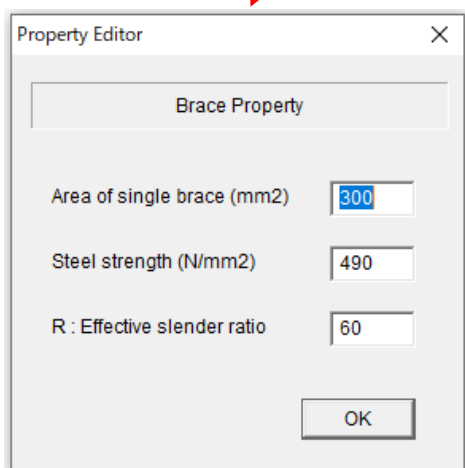 Property Editor
Brace Property
Area of single brace (mm2) 300
Steel strength (N/mm2) 490
R : Effective slender ratio 60
OK